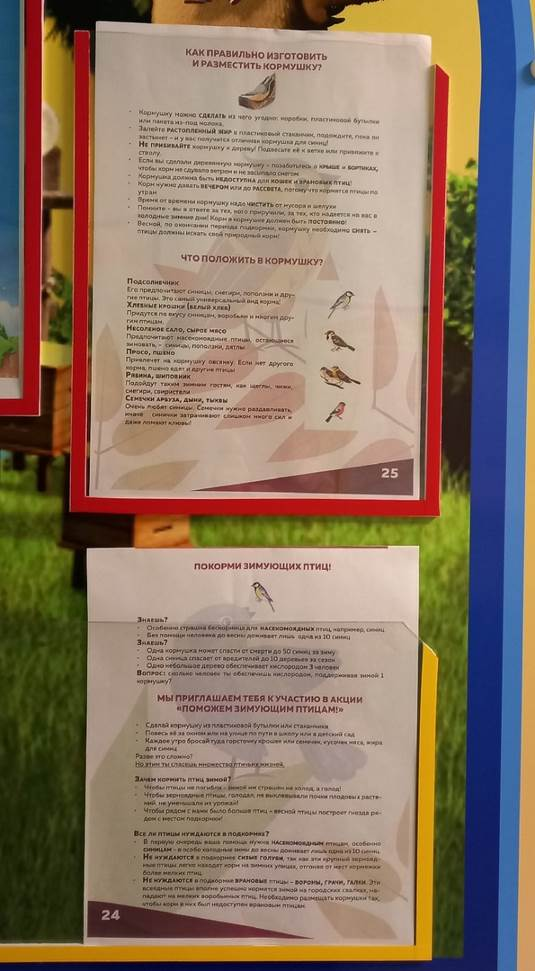 КАК ПРАВИЛЬНО ИЗГОТОВИТЬ
И РАЗМЕСТИТЬ КОРМУШКУ?
Кормушку можно СДЕЛАТЬ из чего угодно: коробки, пластиковой бутылки
или пакета из-под молока.
Залейте РАСТОПЛЕННЫЙ ЖИР в пластиковый стаканчик, подождите, пока он
застынет – и у вас получится отличная кормушка для синиц!
НЕ ПРИБИВАЙТЕ кормушку к дереву! Подвесьте её к ветке или привяжите к
стволу.
Если вы сделали деревянную кормушку – позаботьтесь о КРЫШЕ и БОРТИКАХ,
чтобы корм не сдувало ветром и не засыпало снегом.
Кормушка должна быть НЕДОСТУПНА ДЛЯ КОШЕК И ВРАНОВЫХ ПТИЦ!
Корм нужно давать ВЕЧЕРОМ ИЛИ ДО РАССВЕТА, потому что кормятся птицы по
утрам
Время от времени кормушку надо ЧИСТИТЬ от мусора и шелухи
Помните – вы в ответе за тех, кого приручили, за тех, кто надеется на вас в
холодные зимние дни! Корм в кормушке должен быть ПОСТОЯННО!
Весной, по окончании периода подкормки, кормушку необходимо СНЯТЬ –
птицы должны искать свой природный корм!
ЧТО ПОЛОЖИТЬ В КОРМУШКУ?
ПОДСОЛНЕЧНИК
Его предпочитают синицы, снегири, поползни и дру-
гие птицы. Это самый универсальный вид корма!
ХЛЕБНЫЕ КРОШКИ (БЕЛЫЙ ХЛЕБ)
Придутся по вкусу синицам, воробьям и многим дру-
гим птицам.
НЕСОЛЕНОЕ САЛО, СЫРОЕ МЯСО
Предпочитают насекомоядные птицы, остающиеся
зимовать, – синицы, поползни, дятлы
ПРОСО, ПШЕНО
Привлечет на кормушку овсянку. Если нет другого
корма, пшено едят и другие птицы
РЯБИНА, ШИПОВНИК
Подойдут таким зимним гостям, как щеглы, чижи,
снегири, свиристели
СЕМЕЧКИ АРБУЗА, ДЫНИ, ТЫКВЫ
Очень любят синицы. Семечки нужно раздавливать,
иначе синички затрачивают слишком много сил и
даже ломают клювы!
25
ПОКОРМИ ЗИМУЮЩИХ ПТИЦ!
ЗНАЕШЬ?
Особенно страшна бескормица для НАСЕКОМОЯДНЫХ птиц, например, синиц
Без помощи человека до весны доживает лишь одна из 10 синиц
ЗНАЕШЬ?
Одна кормушка может спасти от смерти до 50 синиц за зиму
Одна синица спасает от вредителей до 10 деревьев за сезон
Одно небольшое дерево обеспечивает кислородом 3 человек
ВОПРОС: сколько человек ты обеспечишь кислородом, поддерживая зимой 1
кормушку?
МЫ ПРИГЛАШАЕМ ТЕБЯ К УЧАСТИЮ В АКЦИИ
«ПОМОЖЕМ ЗИМУЮЩИМ ПТИЦАМ!»
Сделай кормушку из пластиковой бутылки или стаканчика
Повесь её за окном или на улице по пути в школу или в детский сад
Каждое утро бросай туда горсточку крошек или семечек, кусочек мяса, жира
для синиц
Разве это сложно?
Но этим ты спасёшь множество птичьих жизней.
ЗАЧЕМ КОРМИТЬ ПТИЦ ЗИМОЙ?
Чтобы птицы не погибли – зимой им страшен не холод, а голод!
Чтобы зерноядные птицы, голодая, не выклевывали почки плодовых расте-
ний, не уменьшали их урожай!
Чтобы рядом с нами было больше птиц – весной птицы построят гнезда ря-
дом с местом подкормки!
ВСЕ ЛИ ПТИЦЫ НУЖДАЮТСЯ В ПОДКОРМКЕ?
В первую очередь ваша помощь нужна НАСЕКОМОЯДНЫМ птицам, особенно
СИНИЦАМ – в особо холодные зимы до весны доживает лишь одна из 10 синиц.
НЕ НУЖДАЮТСЯ в подкормке СИЗЫЕ ГОЛУБИ, так как эти крупные зернояд-
ные птицы легко находят корм на зимних улицах, отгоняя от мест кормежки
более мелких птиц.
НЕ НУЖДАЮТСЯ в подкормке ВРАНОВЫЕ птицы – ВОРОНЫ, ГРАЧИ, ГАЛКИ. Эти
всеядные птицы вполне успешно кормятся зимой на городских свалках, на-
падают на мелких воробьиных птиц. Необходимо размещать кормушки так,
чтобы корм в них был недоступен врановым птицам.
24